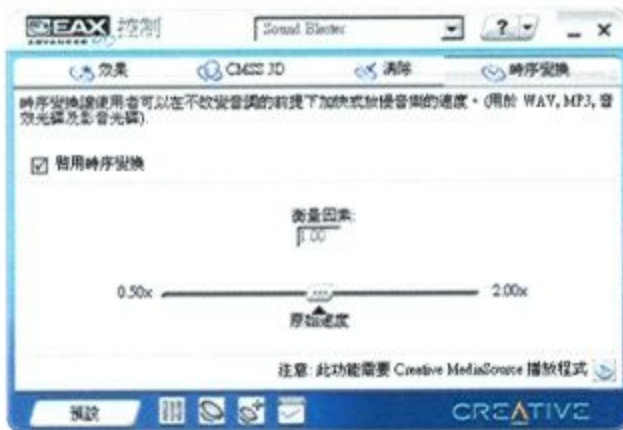 EAX 控制
ADVANCED HD
Sound Blaster
?
效果
CMSS 3D
清除
時序變換
時序變換讓使用者可以在不改變音調的前提下加快或放慢音樂的速度。(用於 WAV, MP3, 音
效光碟及影音光碟).
啟用時序變換
衡量因素:
1.00
0.50x
2.00x
原始速度
注意: 此功能需要 Creative MediaSource 播放程式
預設
CREATIVE